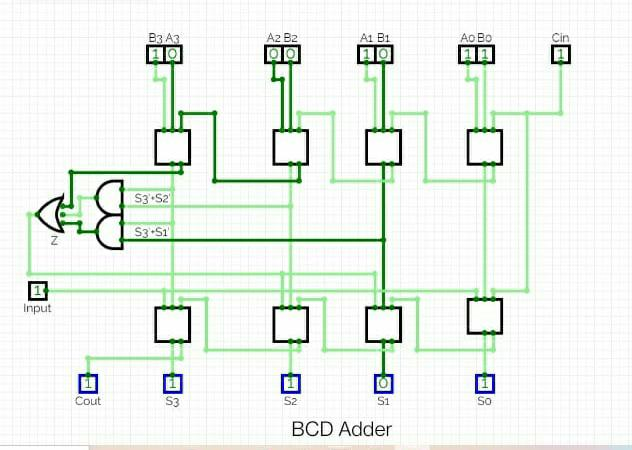 B3 A3 A2 B2 A1 B1 A0 B0 Cin
1 0 0 0 1 0 1 1 1
S3'+S2'
S3'+S1'
Z
1
Input
1 1 1 0 1
Cout S3 S2 S1 S0
BCD Adder